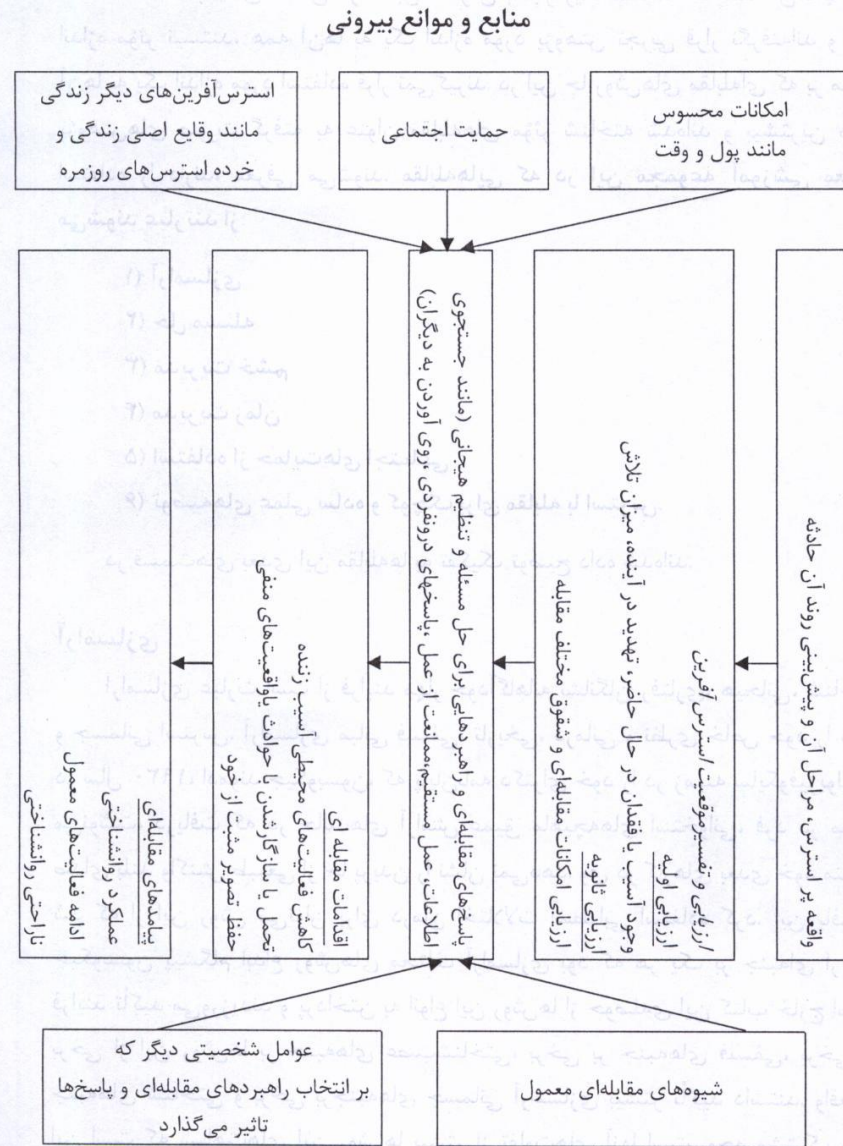 منابع و موانع بیرونی
امکانات محسوس
مانند پول و وقت
حمایت اجتماعی
استرس‌آفرین‌های دیگر زندگی
مانند وقایع اصلی زندگی و
خرده استرس‌های روزمره
واقعه پر استرس، مراحل آن و پیش‌بینی روند آن حادثه
ارزیابی و تفسیر موقعیت استرس‌آفرین
ارزیابی اولیه
وجود آسیب یا فقدان در حال حاضر، تهدید در آینده، میزان تلاش
ارزیابی ثانویه
ارزیابی امکانات مقابله‌ای و شقوق مختلف مقابله
پاسخ‌های مقابله‌ای و راهبردهایی برای حل مسئله و تنظیم هیجانی (مانند جستجوی
اطلاعات، عمل مستقیم، ممانعت از عمل، پاسخهای درونفردی، روی آوردن به دیگران)
اقدامات مقابله ای
کاهش فعالیت‌های محیطی آسیب زننده
تحمل یا سازگارشدن با حوادث یاواقعیت‌های منفی
حفظ تصویر مثبت از خود
پیامدهای مقابله‌ای
عملکرد روانشناختی
ادامه فعالیت‌های معمول
ناراحتی روانشناختی
شیوه‌های مقابله‌ای معمول
عوامل شخصیتی دیگر که
بر انتخاب راهبردهای مقابله‌ای و پاسخ‌ها
تاثیر می‌گذارد